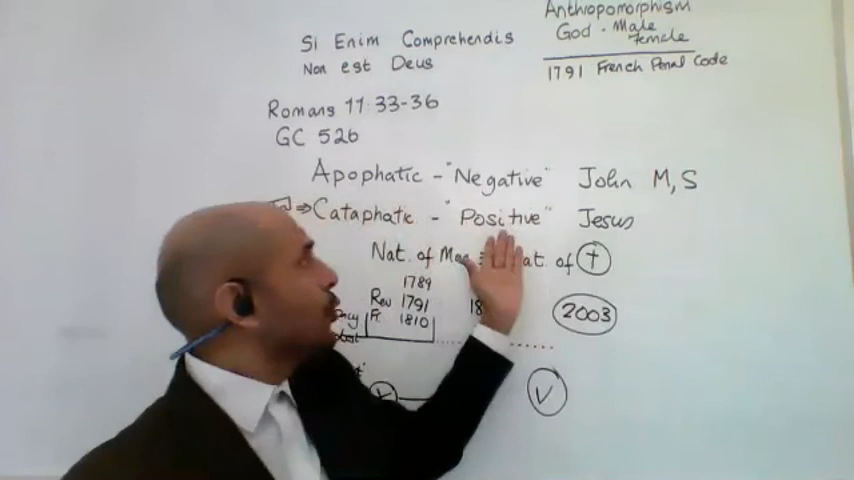 Anthropomorphism
God - Male
Female
1791 French Penal Code
Si Enim Comprehendis
Non est Deus
Romans 11:33-36
GC 526
Apophatic - "Negative" John M, S
⇒ Cataphatic - "Positive" Jesus
Nat. of at. of †
1789
Rev 1791 18 2003
Fr. 1810